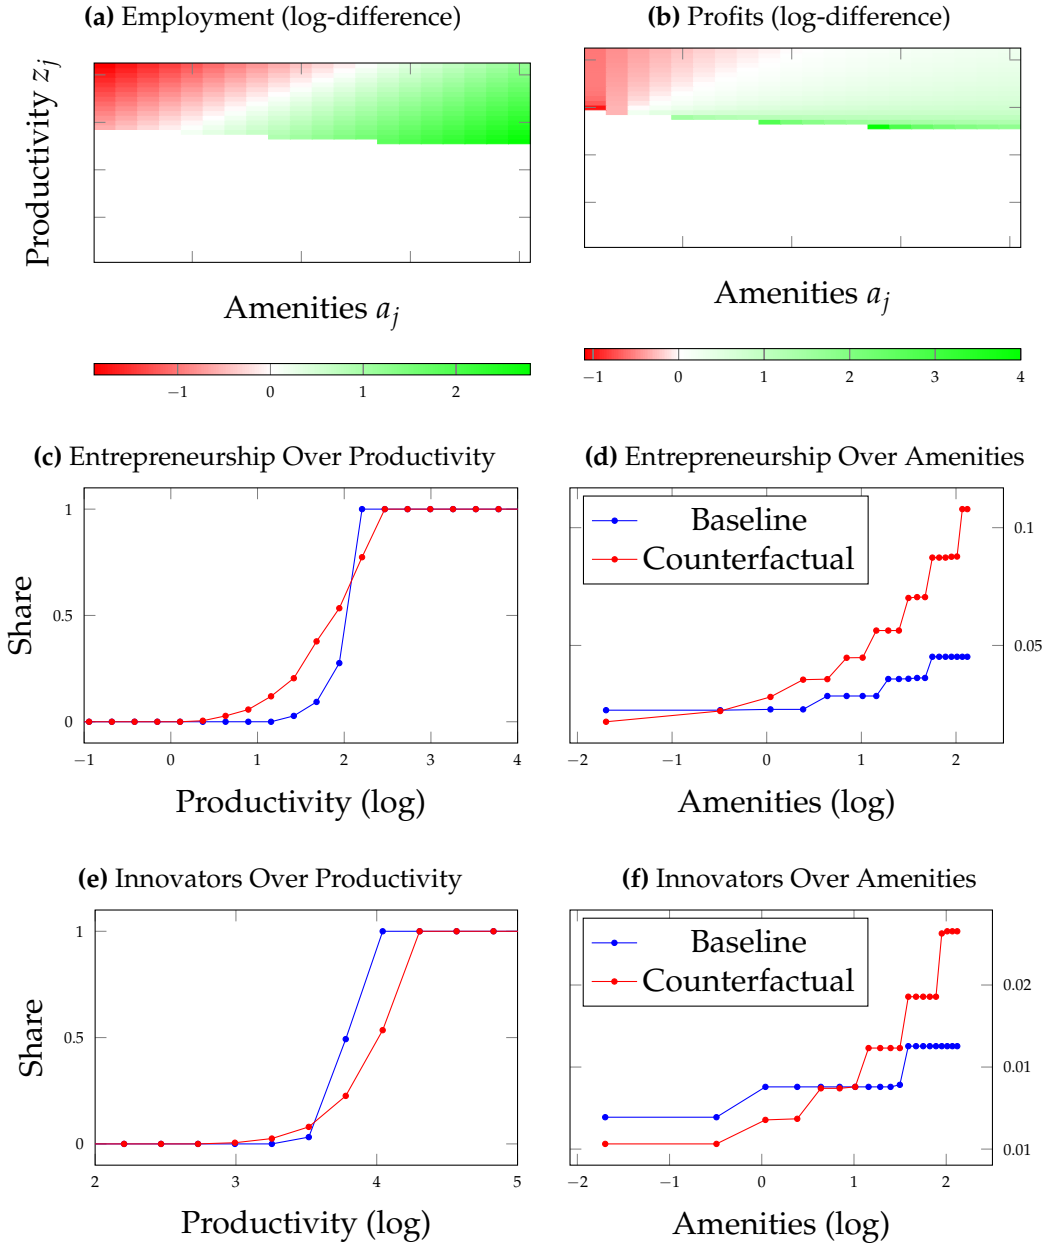 (a) Employment (log-difference)
(b) Profits (log-difference)
Productivity z_j
Amenities a_j
Amenities a_j
−1 0 1 2
−1 0 1 2 3 4
(c) Entrepreneurship Over Productivity
(d) Entrepreneurship Over Amenities
Share
1
0.5
0
−1 0 1 2 3 4
Productivity (log)
Baseline
Counterfactual
0.1
0.05
−2 −1 0 1 2
Amenities (log)
(e) Innovators Over Productivity
(f) Innovators Over Amenities
Share
1
0.5
0
2 3 4 5
Productivity (log)
Baseline
Counterfactual
0.02
0.01
0.01
−2 −1 0 1 2
Amenities (log)